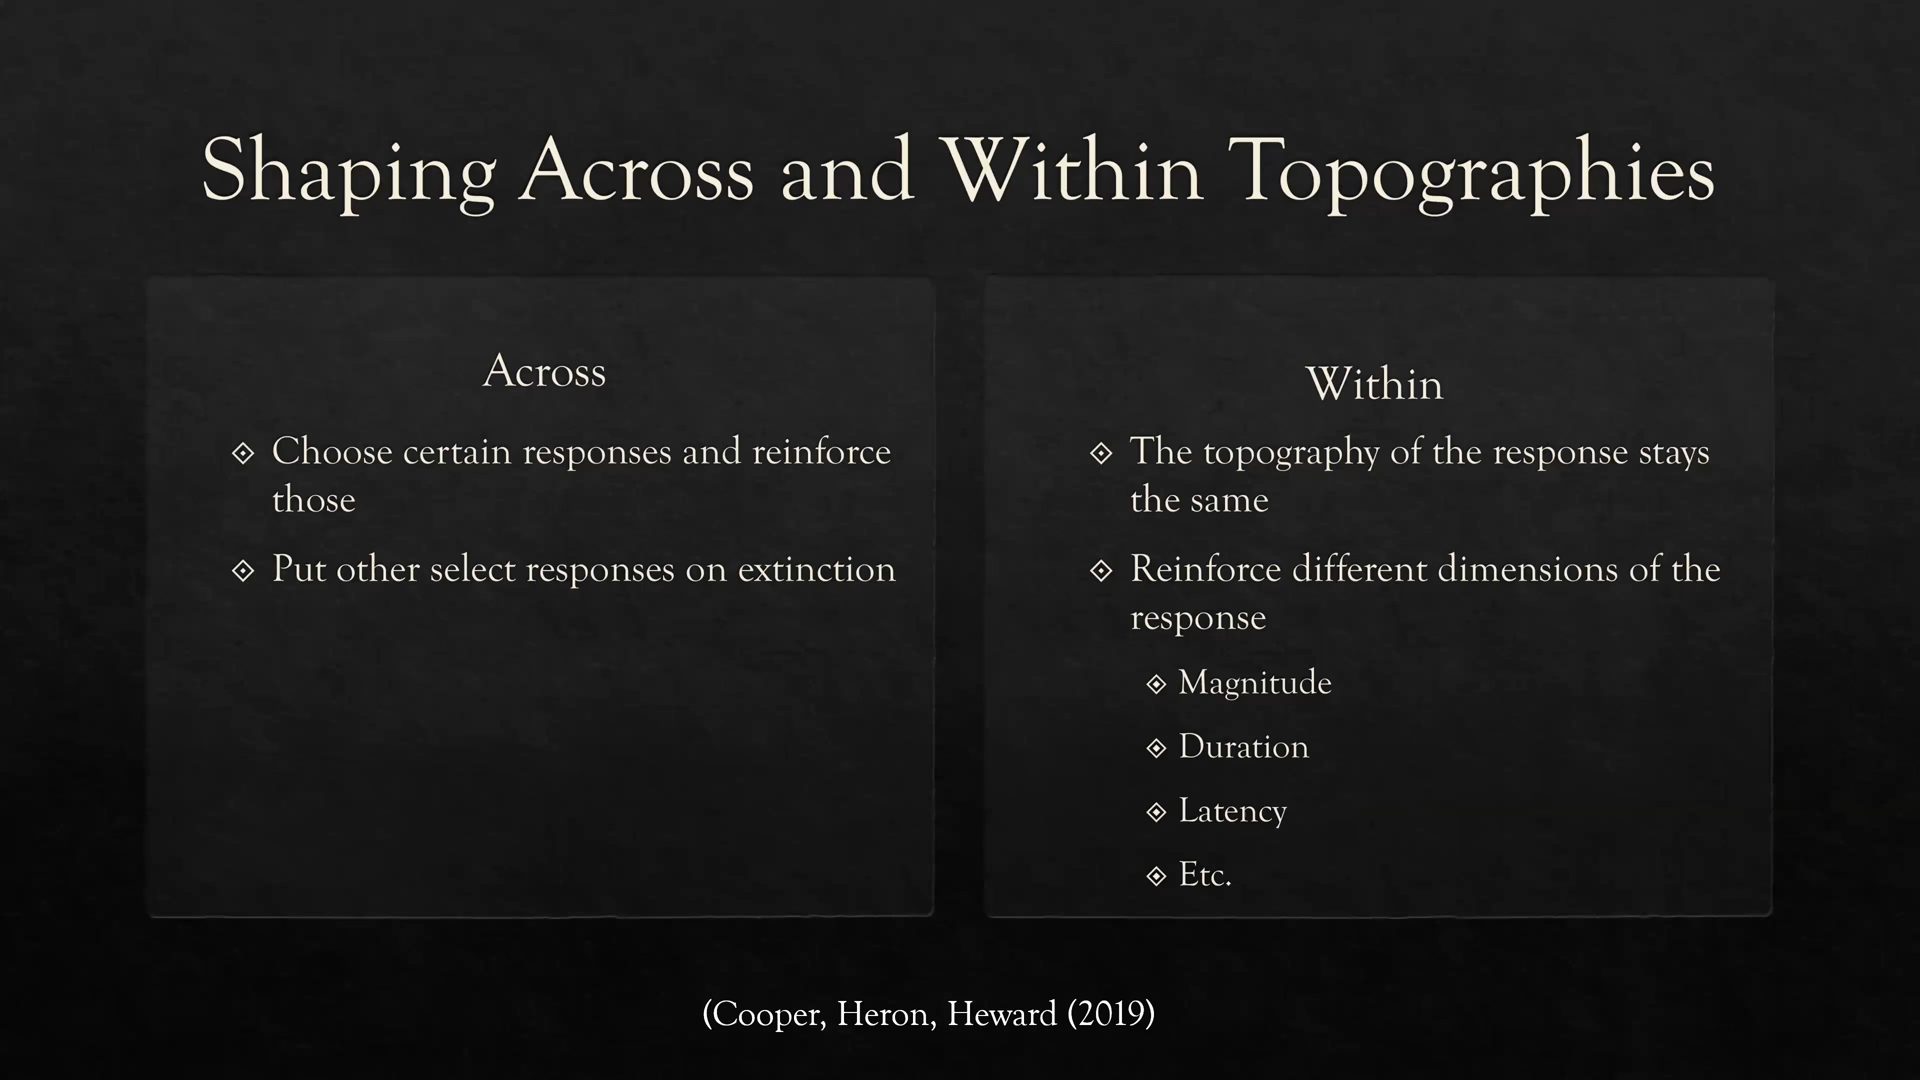 Shaping Across and Within Topographies
Across
Choose certain responses and reinforce
those
Put other select responses on extinction
Within
The topography of the response stays
the same
Reinforce different dimensions of the
response
Magnitude
Duration
Latency
Etc.
(Cooper, Heron, Heward (2019)